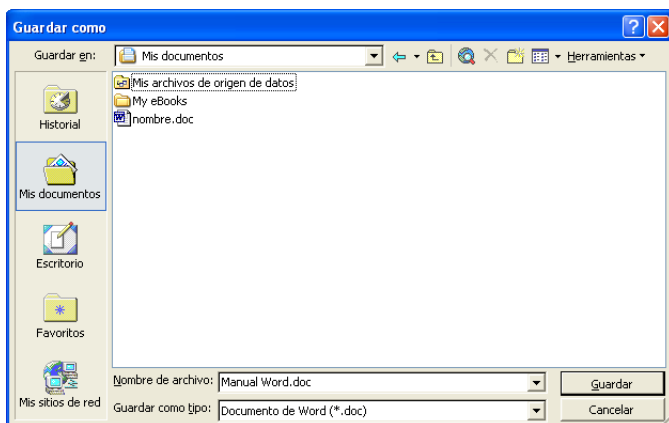 Guardar como
Guardar en: Mis documentos Herramientas
Historial
Mis documentos
Escritorio
Favoritos
Mis sitios de red
Mis archivos de origen de datos
My eBooks
nombre.doc
Nombre de archivo: Manual Word.doc Guardar
Guardar como tipo: Documento de Word (*.doc) Cancelar